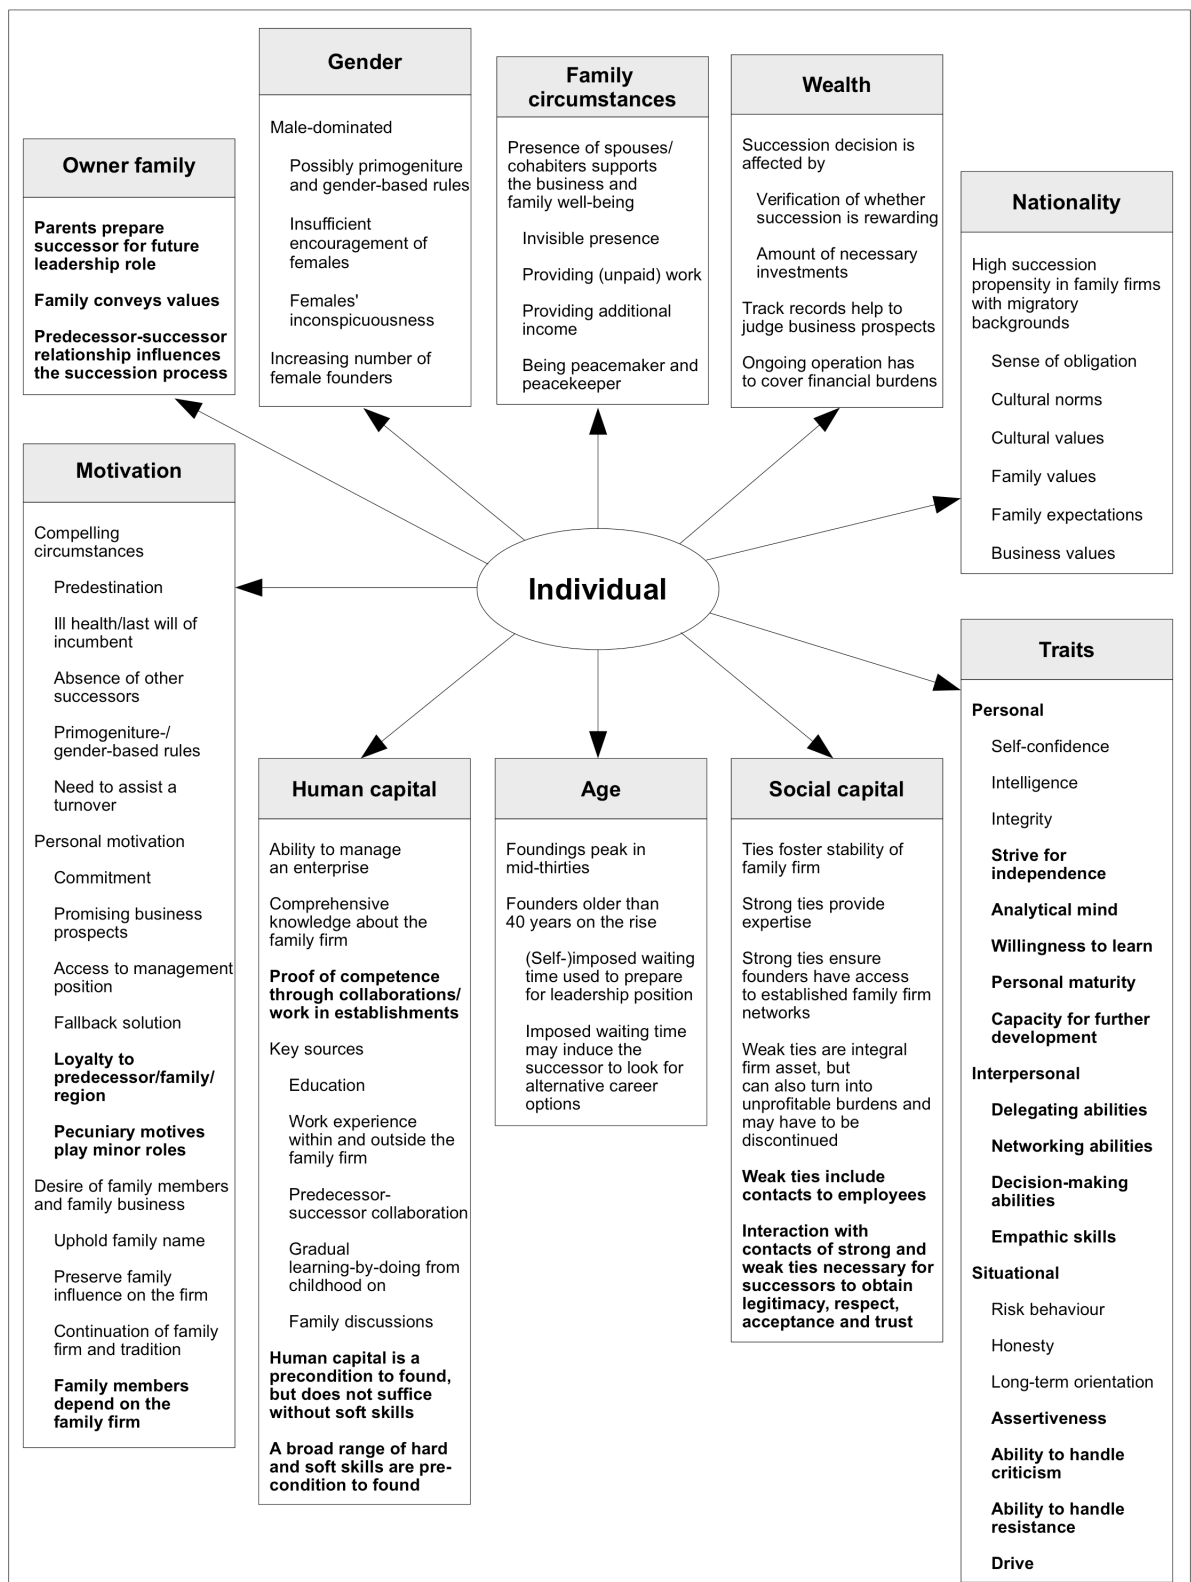 Owner family
Parents prepare
successor for future
leadership role
Family conveys values
Predecessor-successor
relationship influences
the succession process
Gender
Male-dominated
Possibly primogeniture
and gender-based rules
Insufficient
encouragement of
females
Females'
inconspicuousness
Increasing number of
female founders
Family
circumstances
Presence of spouses/
cohabiters supports
the business and
family well-being
Invisible presence
Providing (unpaid) work
Providing additional
income
Being peacemaker and
peacekeeper
Wealth
Succession decision is
affected by
Verification of whether
succession is rewarding
Amount of necessary
investments
Track records help to
judge business prospects
Ongoing operation has
to cover financial burdens
Nationality
High succession
propensity in family firms
with migratory
backgrounds
Sense of obligation
Cultural norms
Cultural values
Family values
Family expectations
Business values
Individual
Motivation
Compelling
circumstances
Predestination
Ill health/last will of
incumbent
Absence of other
successors
Primogeniture-/
gender-based rules
Need to assist a
turnover
Personal motivation
Commitment
Promising business
prospects
Access to management
position
Fallback solution
Loyalty to
predecessor/family/
region
Pecuniary motives
play minor roles
Desire of family members
and family business
Uphold family name
Preserve family
influence on the firm
Continuation of family
firm and tradition
Family members
depend on the
family firm
Human capital
Ability to manage
an enterprise
Comprehensive
knowledge about the
family firm
Proof of competence
through collaborations/
work in establishments
Key sources
Education
Work experience
within and outside the
family firm
Predecessor-
successor collaboration
Gradual
learning-by-doing from
childhood on
Family discussions
Human capital is a
precondition to found,
but does not suffice
without soft skills
A broad range of hard
and soft skills are pre-
condition to found
Age
Foundings peak in
mid-thirties
Founders older than
40 years on the rise
(Self-)imposed waiting
time used to prepare
for leadership position
Imposed waiting time
may induce the
successor to look for
alternative career
options
Social capital
Ties foster stability of
family firm
Strong ties provide
expertise
Strong ties ensure
founders have access
to established family firm
networks
Weak ties are integral
firm asset, but
can also turn into
unprofitable burdens and
may have to be
discontinued
Weak ties include
contacts to employees
Interaction with
contacts of strong and
weak ties necessary for
successors to obtain
legitimacy, respect,
acceptance and trust
Traits
Personal
Self-confidence
Intelligence
Integrity
Strive for
independence
Analytical mind
Willingness to learn
Personal maturity
Capacity for further
development
Interpersonal
Delegating abilities
Networking abilities
Decision-making
abilities
Empathic skills
Situational
Risk behaviour
Honesty
Long-term orientation
Assertiveness
Ability to handle
criticism
Ability to handle
resistance
Drive